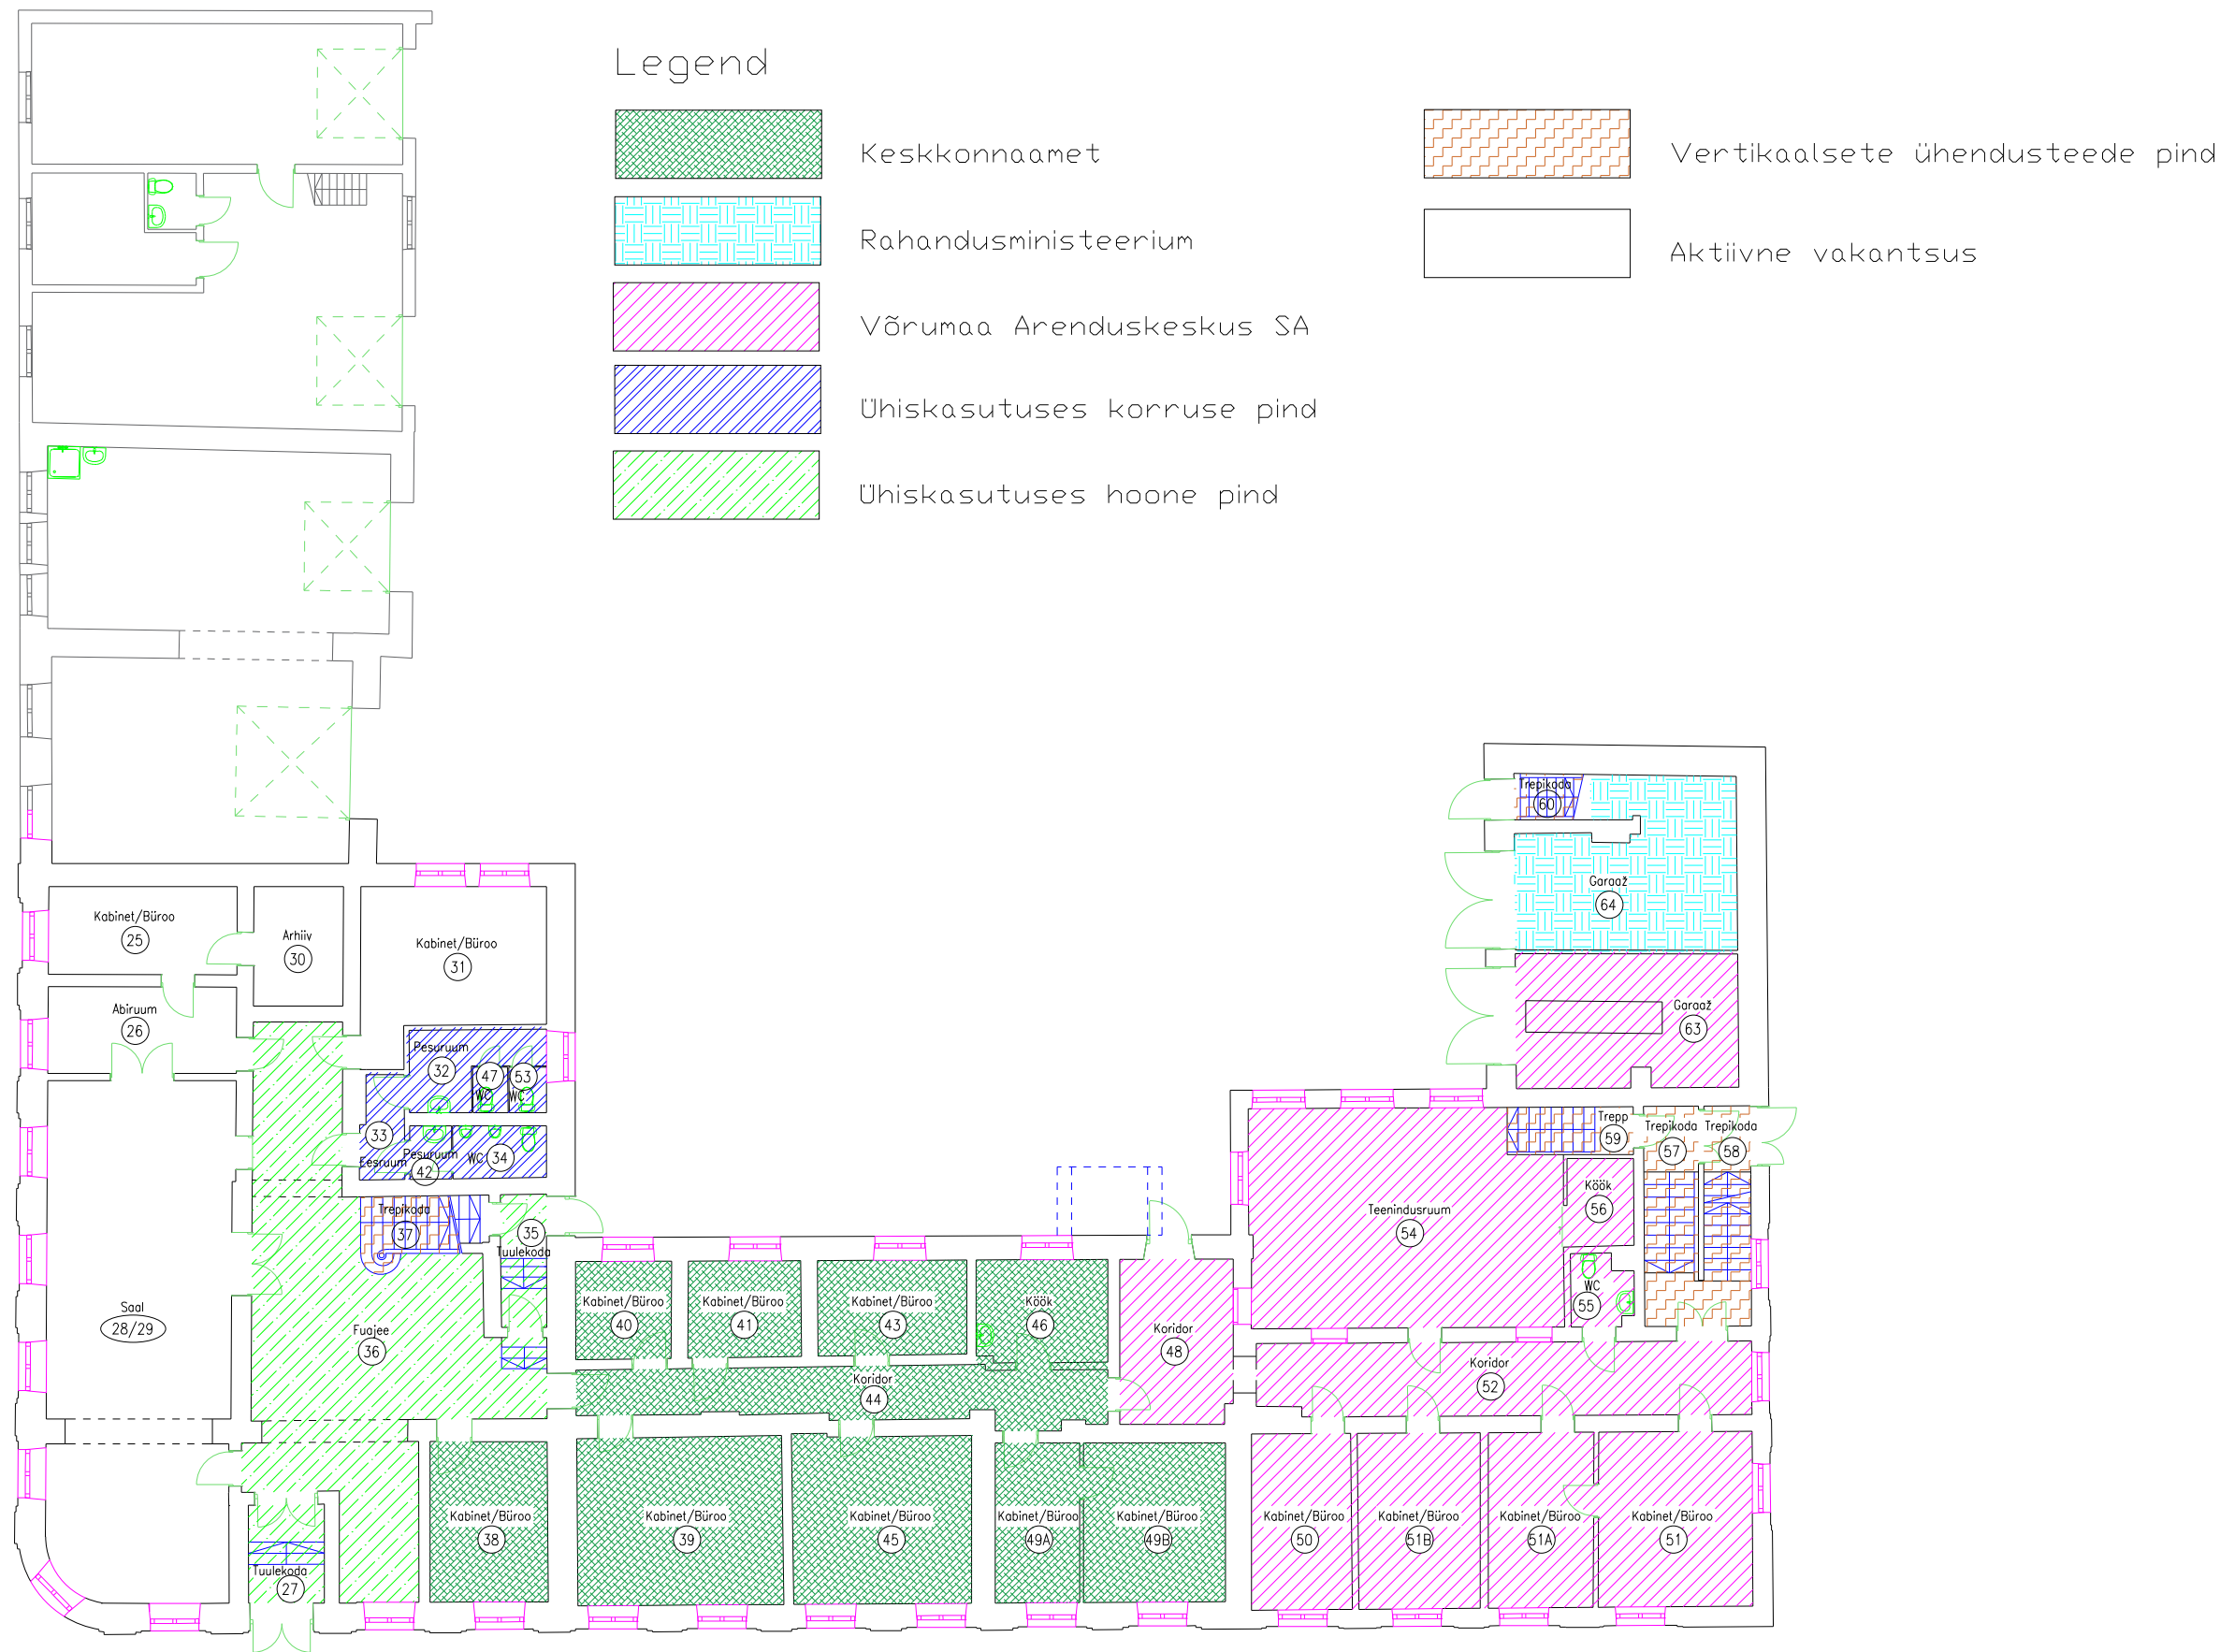 Legend
Keskkonnaamet
Vertikaalsete ühendusteede pind
Rahandusministeerium
Aktiivne vakantsus
Võrumaa Arenduskeskus SA
Ühiskasutuses korruse pind
Ühiskasutuses hoone pind
Trepikoda
60
Garaaž
64
Kabinet/Büroo
25
Arhiiv
30
Kabinet/Büroo
31
Abiruum
26
Garaaž
63
Pesuruum
32
47
WC
53
WC
33
Eesruum
Pesuruum
42
WC
34
Trepp
59
Trepikoda
57
Trepikoda
58
Trepikoda
37
35
Tuulekoda
Teenindusruum
54
Köök
56
WC
55
Saal
28/29
Fuajee
36
Kabinet/Büroo
40
Kabinet/Büroo
41
Kabinet/Büroo
43
Köök
46
Koridor
48
Koridor
44
Koridor
52
Kabinet/Büroo
38
Kabinet/Büroo
39
Kabinet/Büroo
45
Kabinet/Büroo
49A
Kabinet/Büroo
49B
Kabinet/Büroo
50
Kabinet/Büroo
51B
Kabinet/Büroo
51A
Kabinet/Büroo
51
Tuulekoda
27